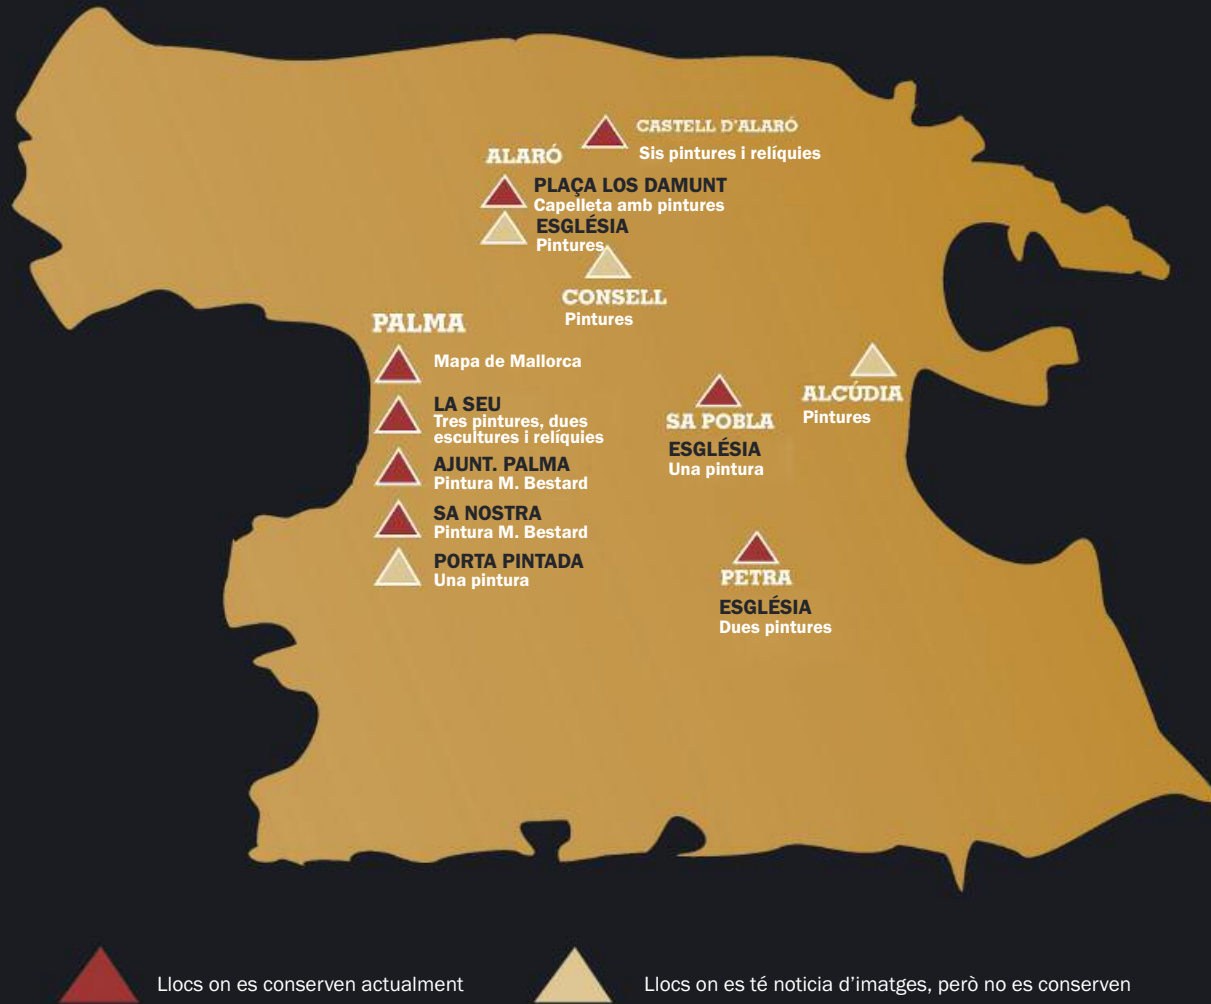 CASTELL D'ALARÓ
Sis pintures i relíquies
ALARÓ
PLAÇA LOS DAMUNT
Capelleta amb pintures
ESGLÉSIA
Pintures
CONSELL
Pintures
PALMA
Mapa de Mallorca
LA SEU
Tres pintures, dues
escultures i relíquies
AJUNT. PALMA
Pintura M. Bestard
SA NOSTRA
Pintura M. Bestard
PORTA PINTADA
Una pintura
ALCÚDIA
Pintures
SA POBLA
ESGLÉSIA
Una pintura
PETRA
ESGLÉSIA
Dues pintures
Llocs on es conserven actualment
Llocs on es té noticia d'imatges, però no es conserven